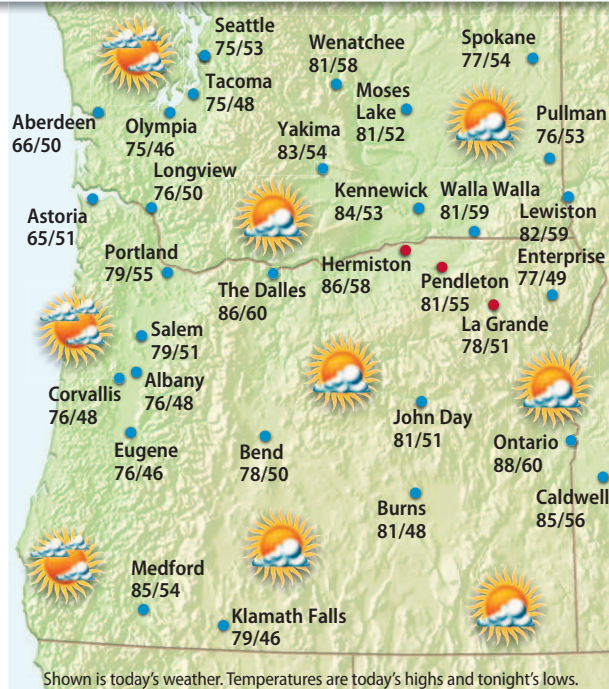 Seattle
75/53
Wenatchee
81/58
Spokane
77/54
Tacoma
75/48
Moses
Lake
81/52
Aberdeen
66/50
Olympia
75/46
Yakima
83/54
Pullman
76/53
Longview
76/50
Kennewick
84/53
Walla Walla
81/59
Lewiston
82/59
Astoria
65/51
Portland
79/55
The Dalles
86/60
Hermiston
86/58
Pendleton
81/55
Enterprise
77/49
La Grande
78/51
Salem
79/51
Albany
76/48
Corvallis
76/48
John Day
81/51
Eugene
76/46
Bend
78/50
Ontario
88/60
Caldwell
85/56
Burns
81/48
Medford
85/54
Klamath Falls
79/46
Shown is today's weather. Temperatures are today's highs and tonight's lows.